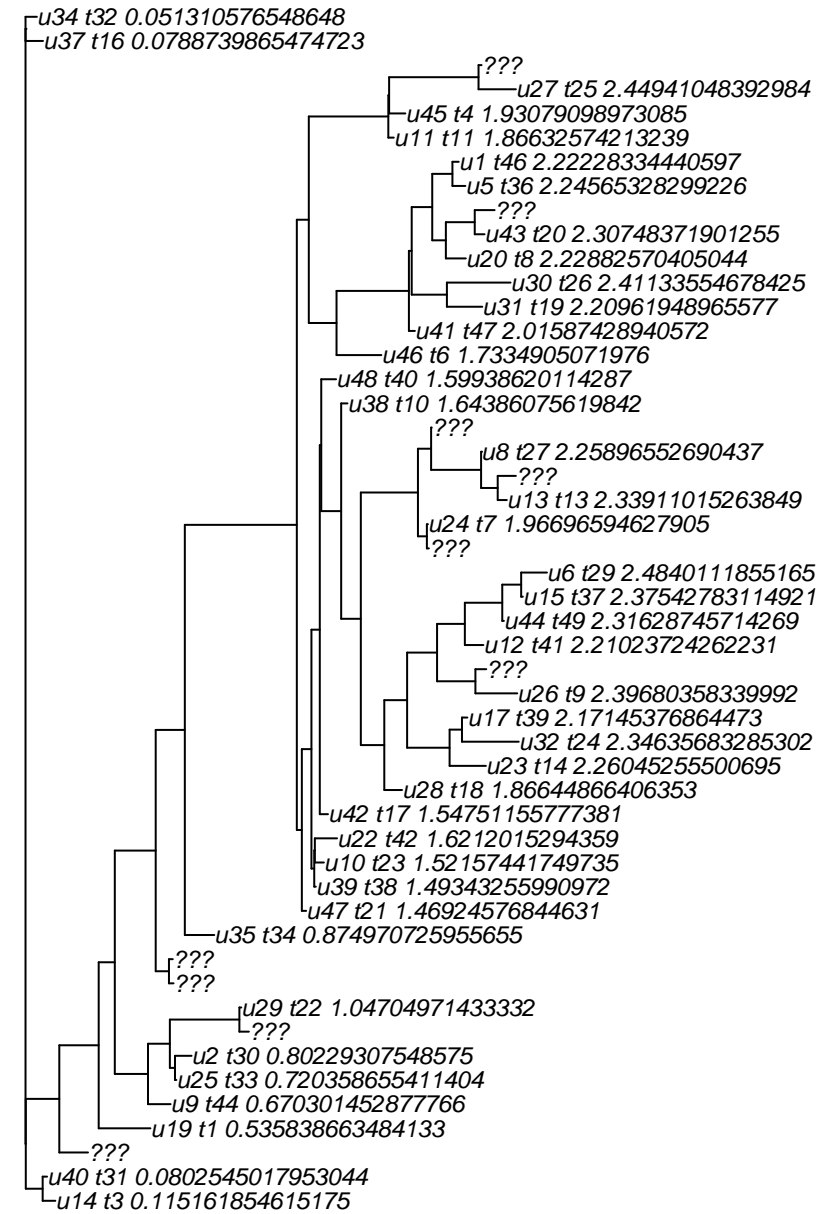 u34 t32 0.051310576548648
u37 t16 0.0788739865474723
???
u27 t25 2.44941048392984
u45 t4 1.93079098973085
u11 t11 1.86632574213239
u1 t46 2.22228334440597
u5 t36 2.24565328299226
???
u43 t20 2.30748371901255
u20 t8 2.22882570405044
u30 t26 2.41133554678425
u31 t19 2.20961948965577
u41 t47 2.01587428940572
u46 t6 1.7334905071976
u48 t40 1.59938620114287
u38 t10 1.64386075619842
???
u8 t27 2.25896552690437
???
u13 t13 2.33911015263849
u24 t7 1.96696594627905
???
u6 t29 2.4840111855165
u15 t37 2.37542783114921
u44 t49 2.31628745714269
u12 t41 2.21023724262231
???
u26 t9 2.39680358339992
u17 t39 2.17145376864473
u32 t24 2.34635683285302
u23 t14 2.26045255500695
u28 t18 1.86644866406353
u42 t17 1.54751155777381
u22 t42 1.6212015294359
u10 t23 1.52157441749735
u39 t38 1.49343255990972
u47 t21 1.46924576844631
u35 t34 0.874970725955655
???
???
u29 t22 1.04704971433332
???
u2 t30 0.80229307548575
u25 t33 0.720358655411404
u9 t44 0.670301452877766
u19 t1 0.535838663484133
???
u40 t31 0.0802545017953044
u14 t3 0.115161854615175